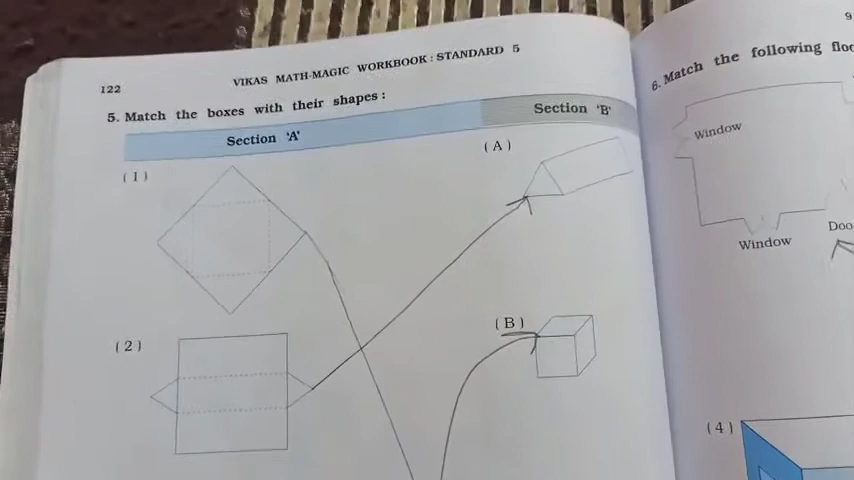 122
VIKAS MATH-MAGIC WORKBOOK : STANDARD 5
5. Match the boxes with their shapes :
Section 'A'
Section 'B'
(1)
(A)
(2)
(B)
9
6. Match the following
Window
Window
(4)